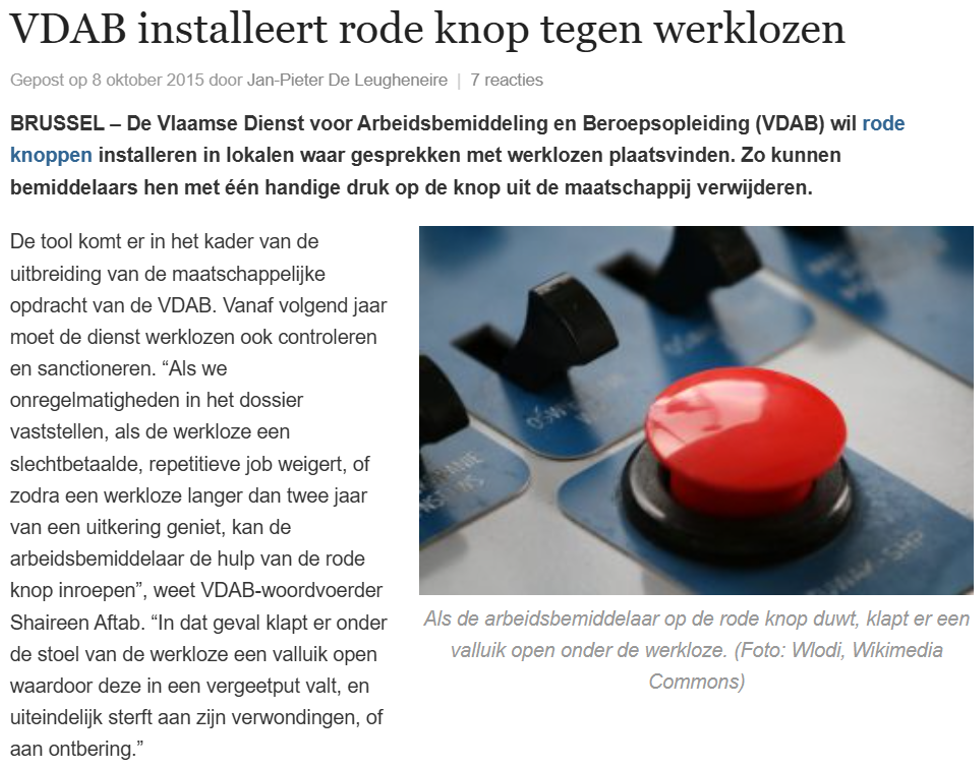 VDAB installeert rode knop tegen werklozen
Gepost op 8 oktober 2015 door Jan-Pieter De Leugheneire | 7 reacties
BRUSSEL – De Vlaamse Dienst voor Arbeidsbemiddeling en Beroepsopleiding (VDAB) wil rode
knoppen installeren in lokalen waar gesprekken met werklozen plaatsvinden. Zo kunnen
bemiddelaars hen met één handige druk op de knop uit de maatschappij verwijderen.
De tool komt er in het kader van de
uitbreiding van de maatschappelijke
opdracht van de VDAB. Vanaf volgend jaar
moet de dienst werklozen ook controleren
en sanctioneren. “Als we
onregelmatigheden in het dossier
vaststellen, als de werkloze een
slechtbetaalde, repetitieve job weigert, of
zodra een werkloze langer dan twee jaar
van een uitkering geniet, kan de
arbeidsbemiddelaar de hulp van de rode
knop inroepen”, weet VDAB-woordvoerder
Shaireen Aftab. “In dat geval klapt er onder
de stoel van de werkloze een valluik open
waardoor deze in een vergeetput valt, en
uiteindelijk sterft aan zijn verwondingen, of
aan ontbering.”
Als de arbeidsbemiddelaar op de rode knop duwt, klapt er een
valluik open onder de werkloze. (Foto: Wlodi, Wikimedia
Commons)